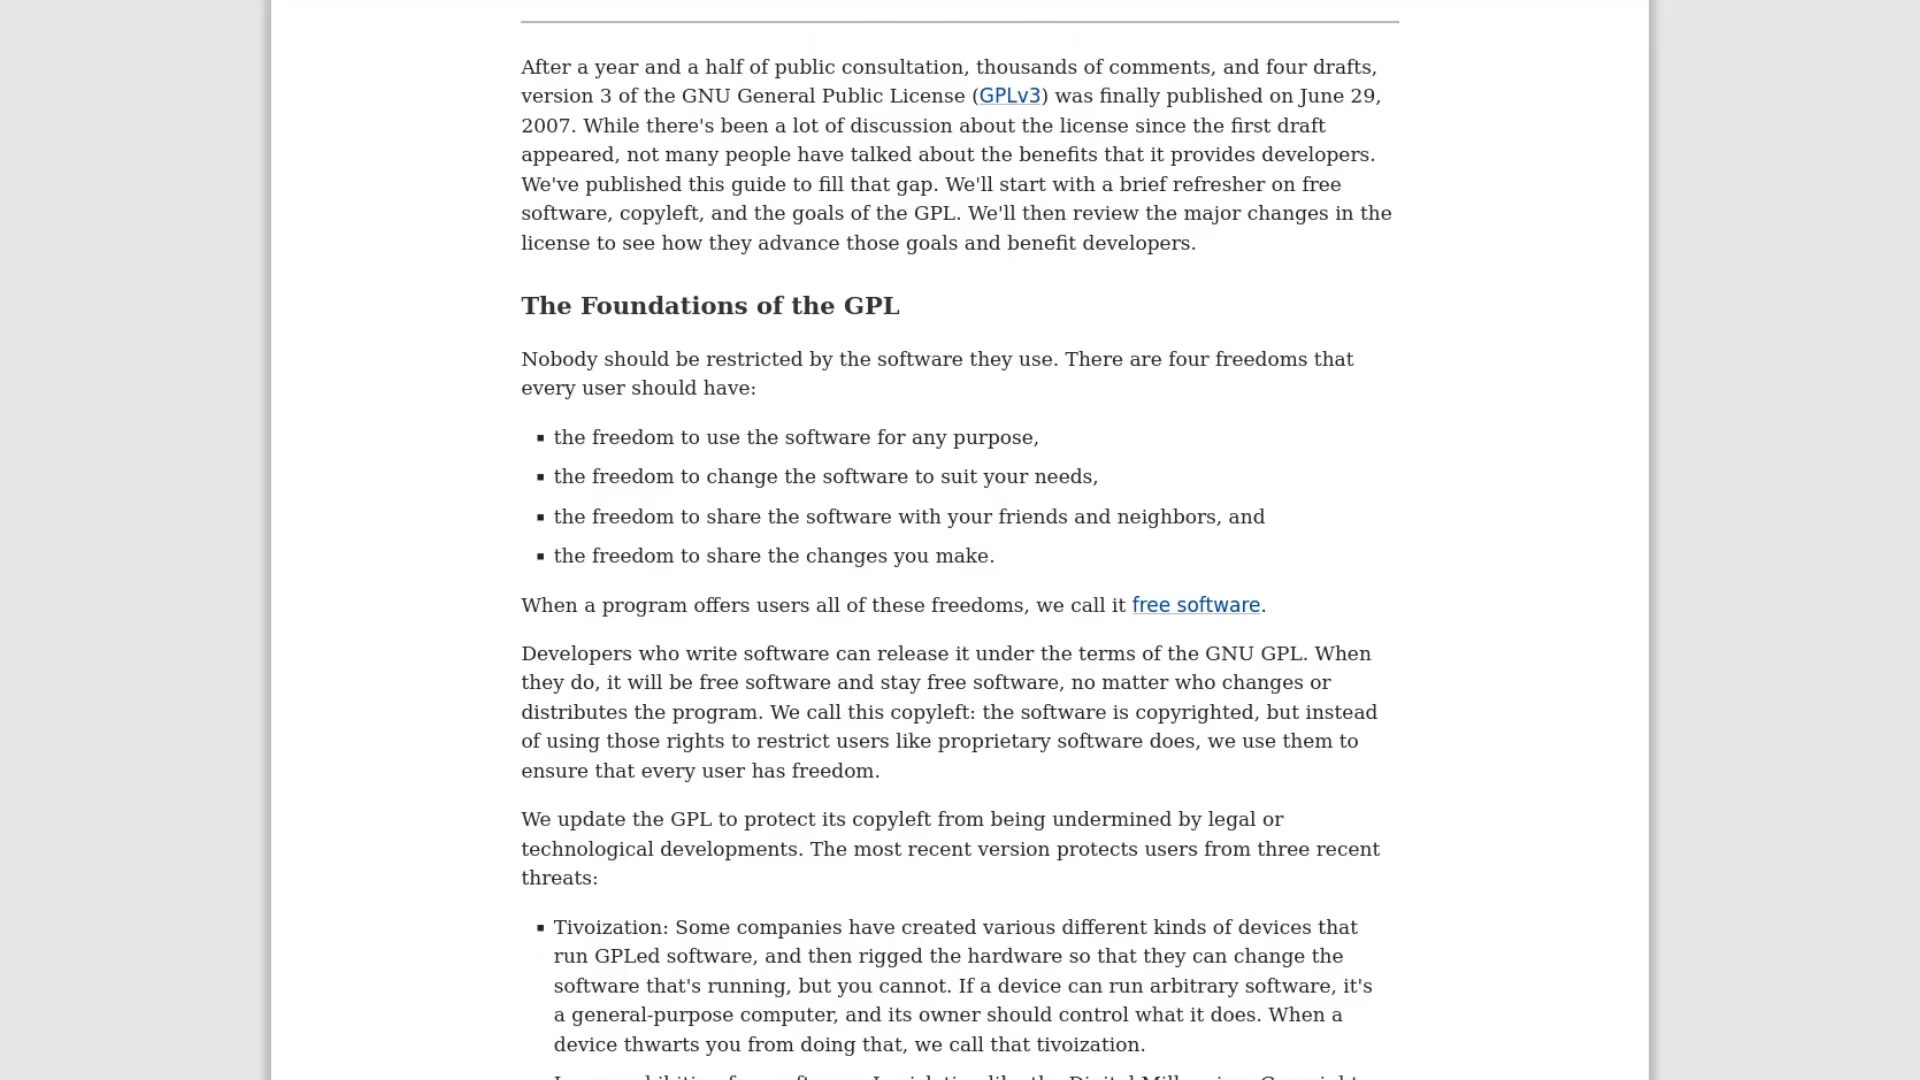 After a year and a half of public consultation, thousands of comments, and four drafts,
version 3 of the GNU General Public License (GPLv3) was finally published on June 29,
2007. While there's been a lot of discussion about the license since the first draft
appeared, not many people have talked about the benefits that it provides developers.
We've published this guide to fill that gap. We'll start with a brief refresher on free
software, copyleft, and the goals of the GPL. We'll then review the major changes in the
license to see how they advance those goals and benefit developers.
The Foundations of the GPL
Nobody should be restricted by the software they use. There are four freedoms that
every user should have:
▪ the freedom to use the software for any purpose,
▪ the freedom to change the software to suit your needs,
▪ the freedom to share the software with your friends and neighbors, and
▪ the freedom to share the changes you make.
When a program offers users all of these freedoms, we call it free software.
Developers who write software can release it under the terms of the GNU GPL. When
they do, it will be free software and stay free software, no matter who changes or
distributes the program. We call this copyleft: the software is copyrighted, but instead
of using those rights to restrict users like proprietary software does, we use them to
ensure that every user has freedom.
We update the GPL to protect its copyleft from being undermined by legal or
technological developments. The most recent version protects users from three recent
threats:
▪ Tivoization: Some companies have created various different kinds of devices that
run GPLed software, and then rigged the hardware so that they can change the
software that's running, but you cannot. If a device can run arbitrary software, it's
a general-purpose computer, and its owner should control what it does. When a
device thwarts you from doing that, we call that tivoization.